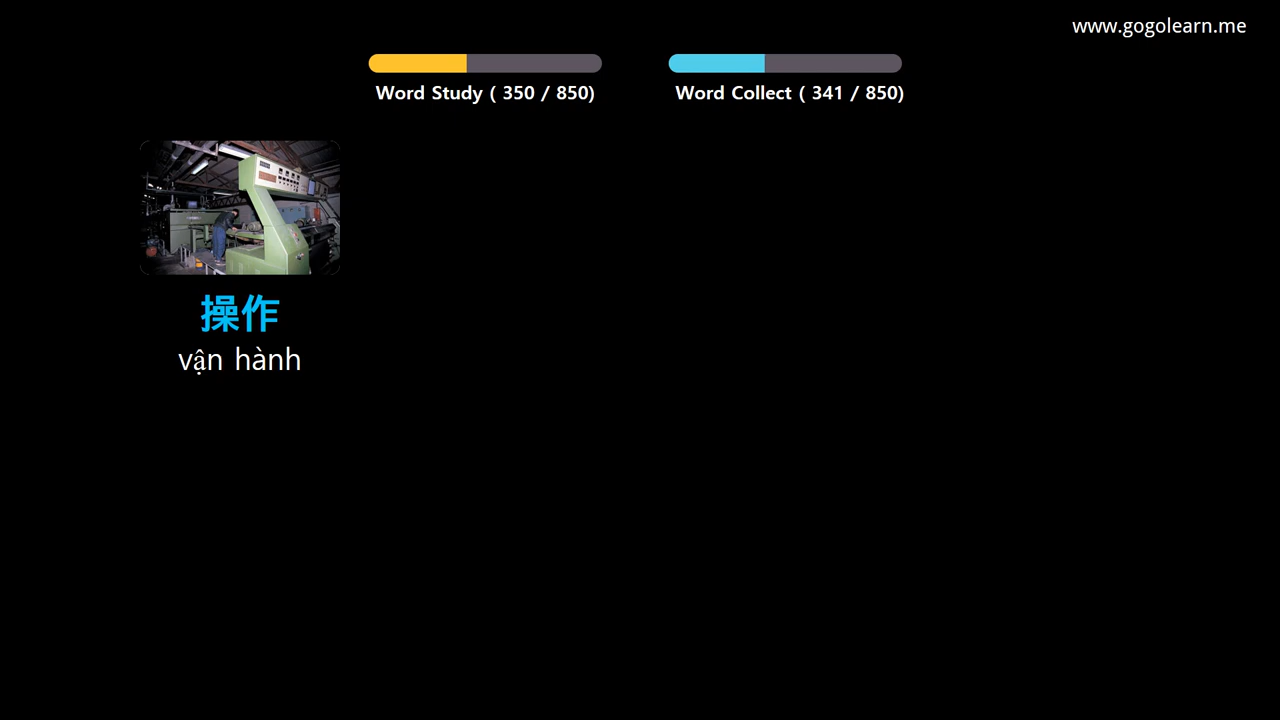 www.gogolearn.me
Word Study ( 350 / 850)
Word Collect ( 341 / 850)
操作
vận hành